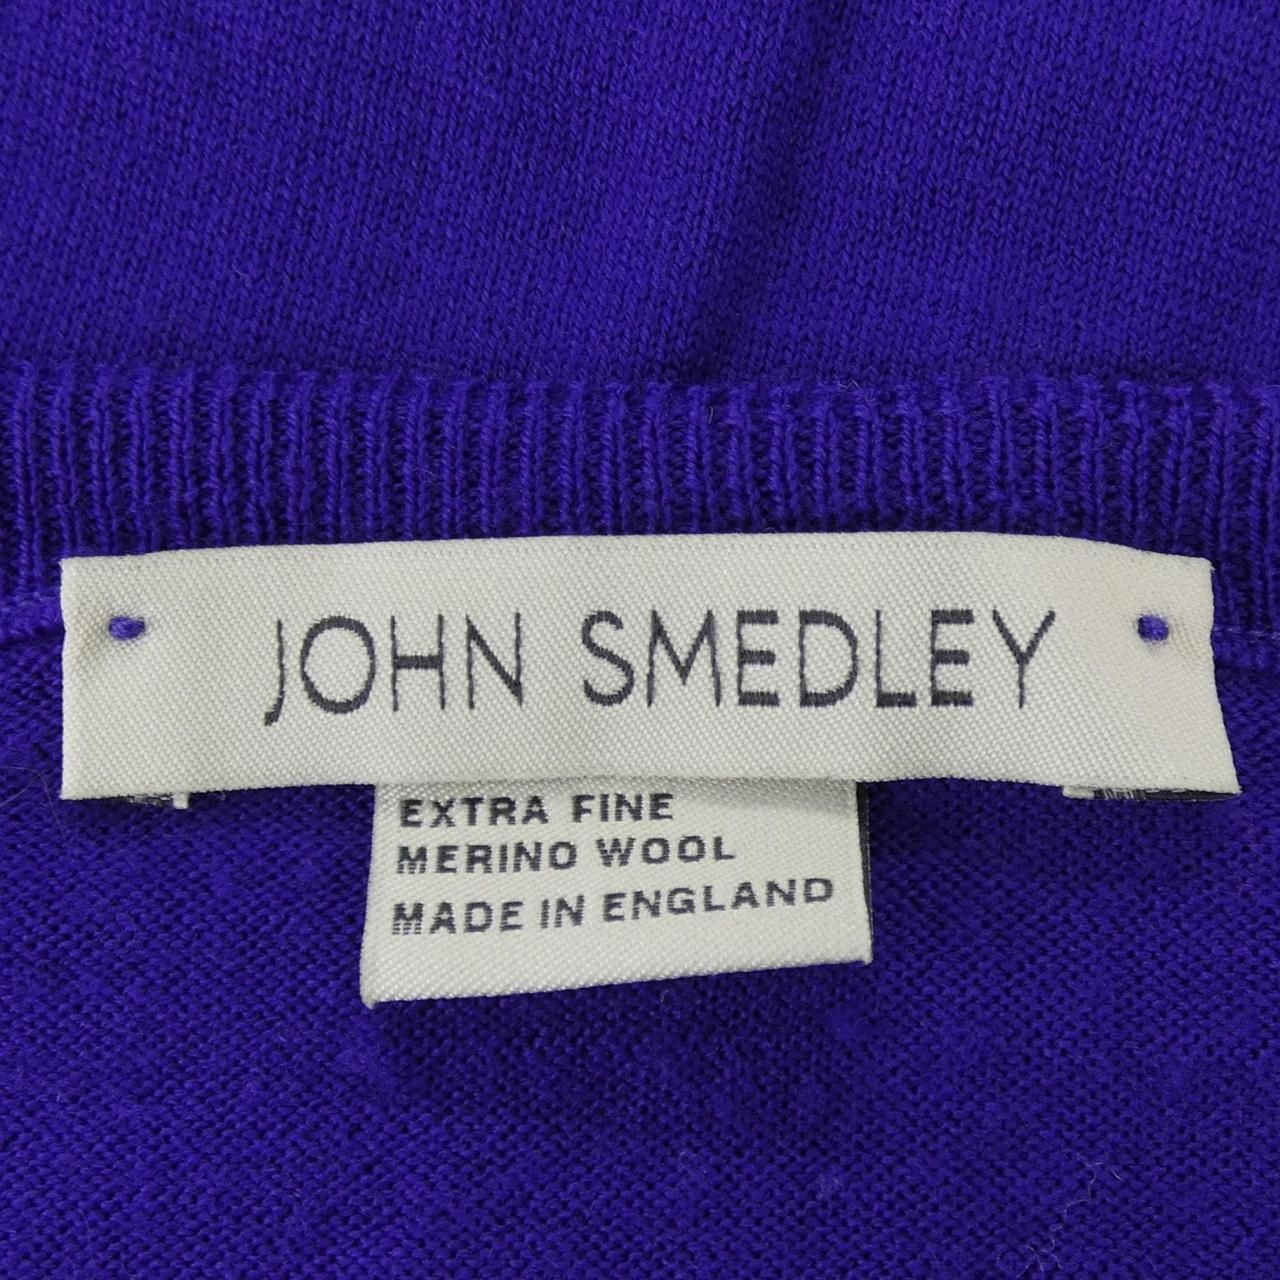 JOHN SMEDLEY
EXTRA FINE
MERINO WOOL
MADE IN ENGLAND